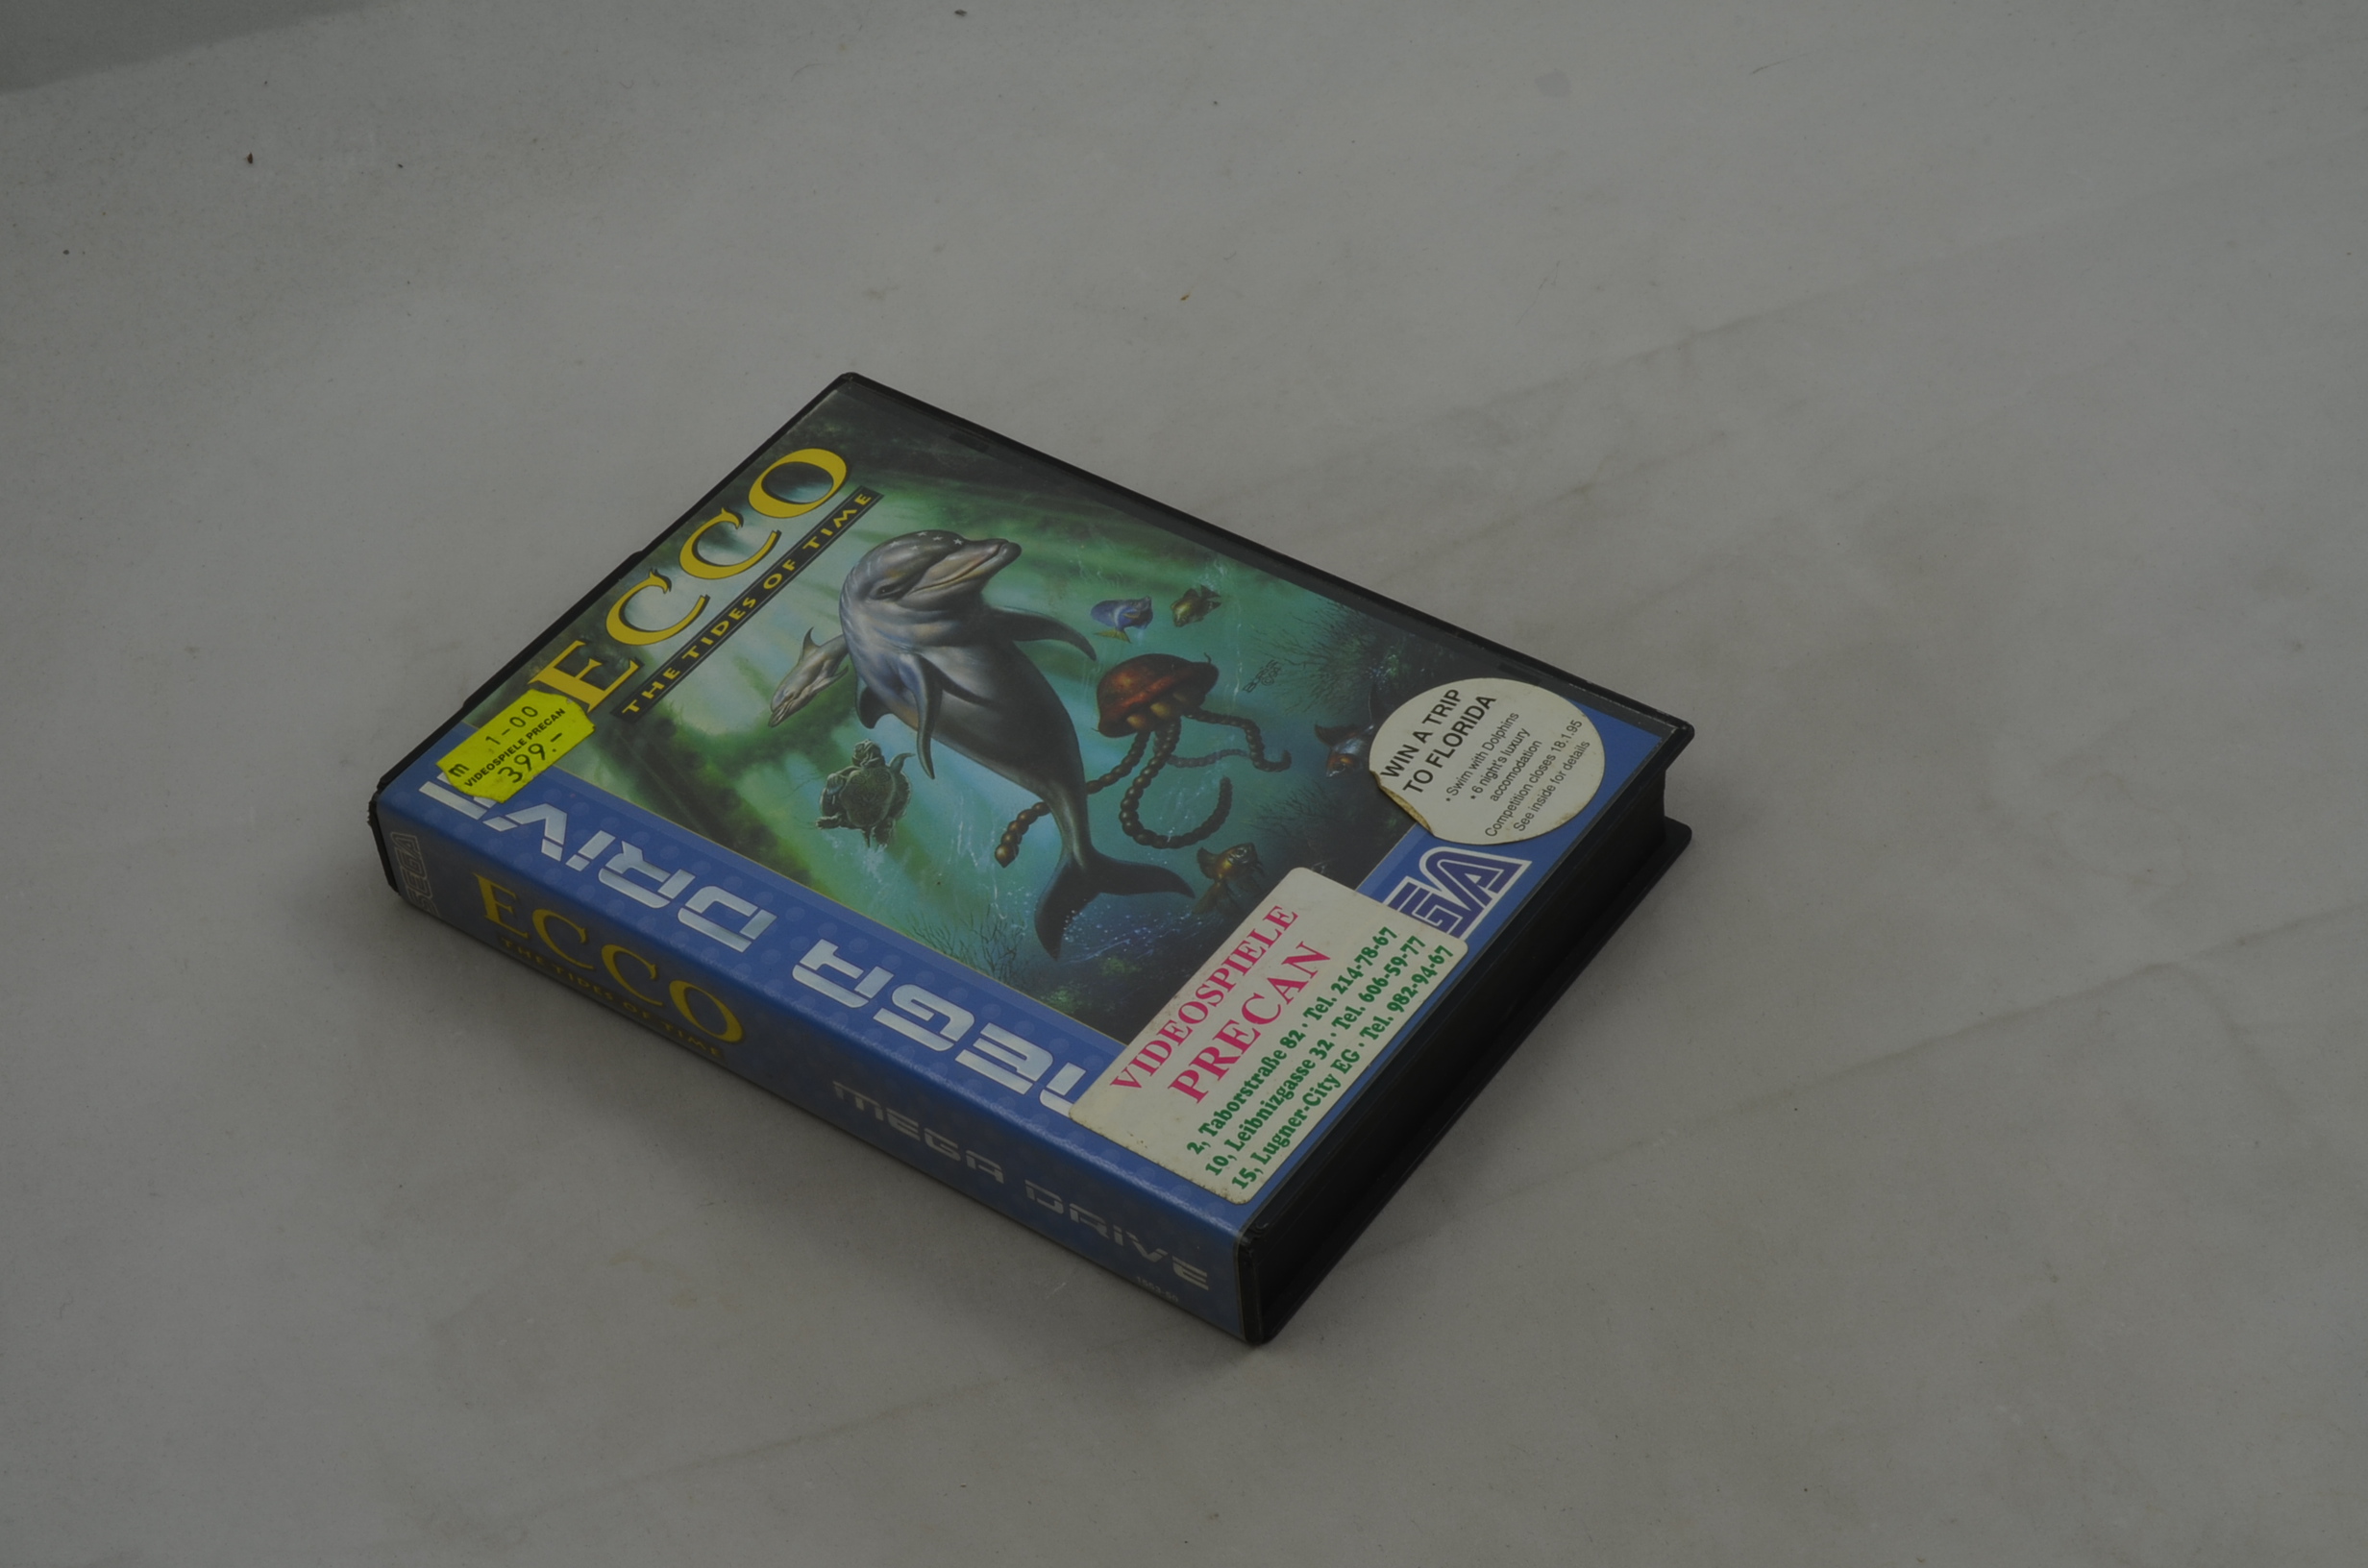 ECCO
THE TIDES OF TIME
1-00
m VIDEOSPIELE PRECAN
399.-
MEGA DRIVE
WIN A TRIP
TO FLORIDA
• Swim with Dolphins
• 6 night's luxury
accomodation
Competition closes 18.1.95
See inside for details
SEGA
VIDEOSPIELE
PRECAN
2, Taborstraße 82 · Tel. 214-78-67
10, Leibnizgasse 32 · Tel. 606-59-77
15, Lugner-City EG · Tel. 982-94-67
SEGA
ECCO
THE TIDES OF TIME
MEGA DRIVE